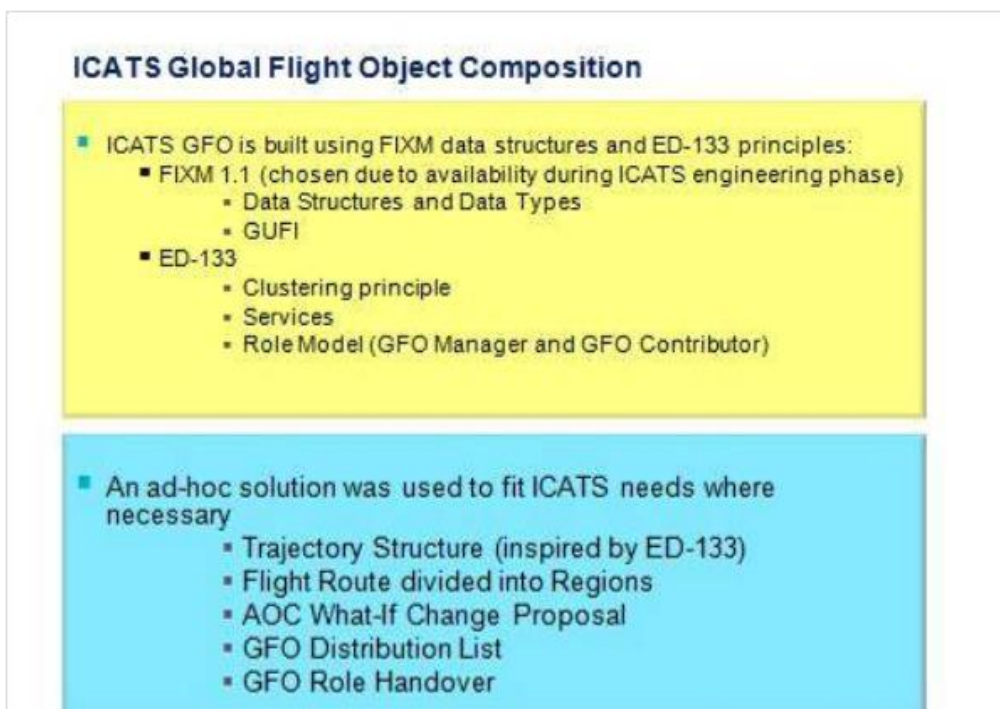 ICATS Global Flight Object Composition
ICATS GFO is built using FIXM data structures and ED-133 principles:
FIXM 1.1 (chosen due to availability during ICATS engineering phase)
Data Structures and Data Types
GUFI
ED-133
Clustering principle
Services
Role Model (GFO Manager and GFO Contributor)
An ad-hoc solution was used to fit ICATS needs where
necessary
Trajectory Structure (inspired by ED-133)
Flight Route divided into Regions
AOC What-If Change Proposal
GFO Distribution List
GFO Role Handover